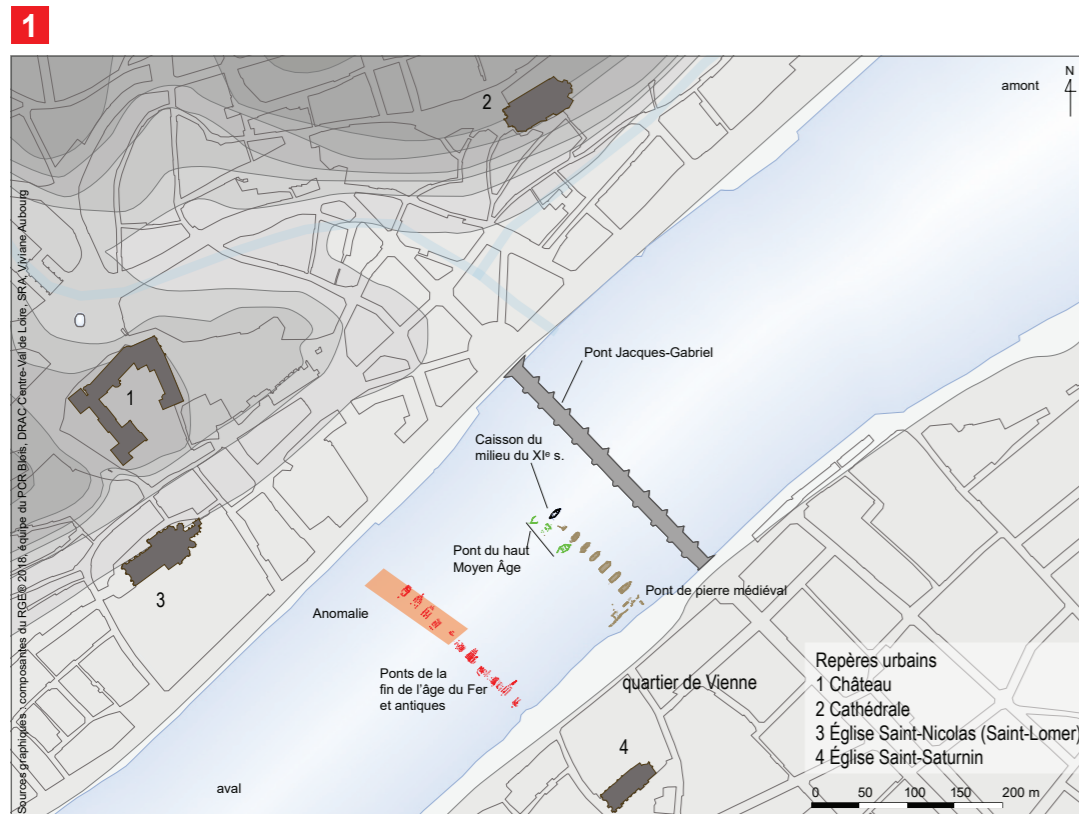 1
amont
N
2
Pont Jacques-Gabriel
1
Caisson du
milieu du XIe s.
Pont du haut
Moyen Âge
Pont de pierre médiéval
3
Anomalie
Ponts de la
fin de l'âge du Fer
et antiques
quartier de Vienne
4
aval
Repères urbains
1 Château
2 Cathédrale
3 Église Saint-Nicolas (Saint-Lomer)
4 Église Saint-Saturnin
0 50 100 150 200 m
Sources graphiques : composantes du RGE® 2018, équipe du PCR Blois, DRAC Centre-Val de Loire, SRA, Viviane Aubourg